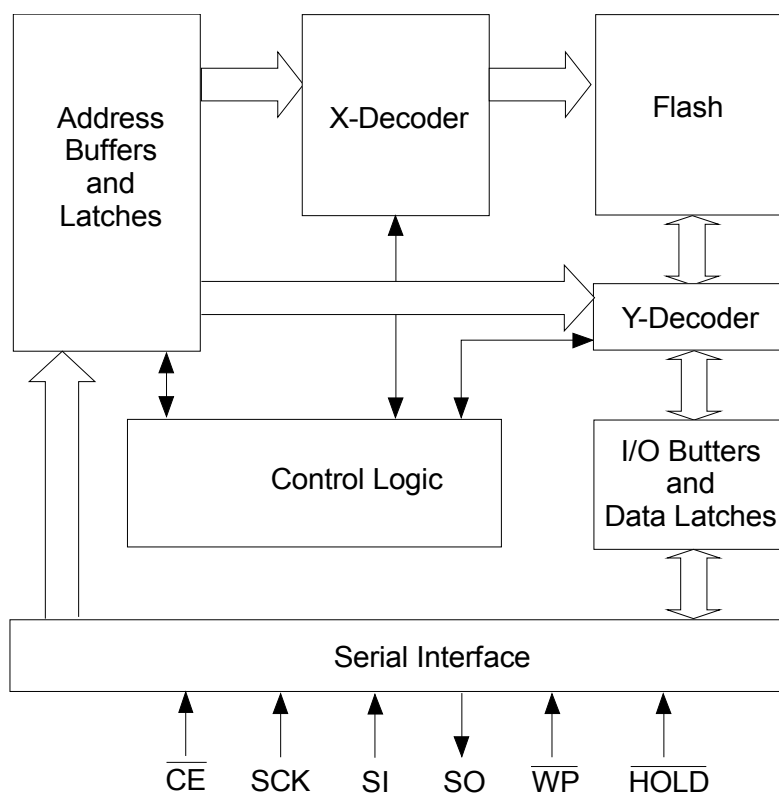 Address
Buffers
and
Latches
X-Decoder
Flash
Y-Decoder
Control Logic
I/O Butters
and
Data Latches
Serial Interface
CE SCK SI SO WP HOLD